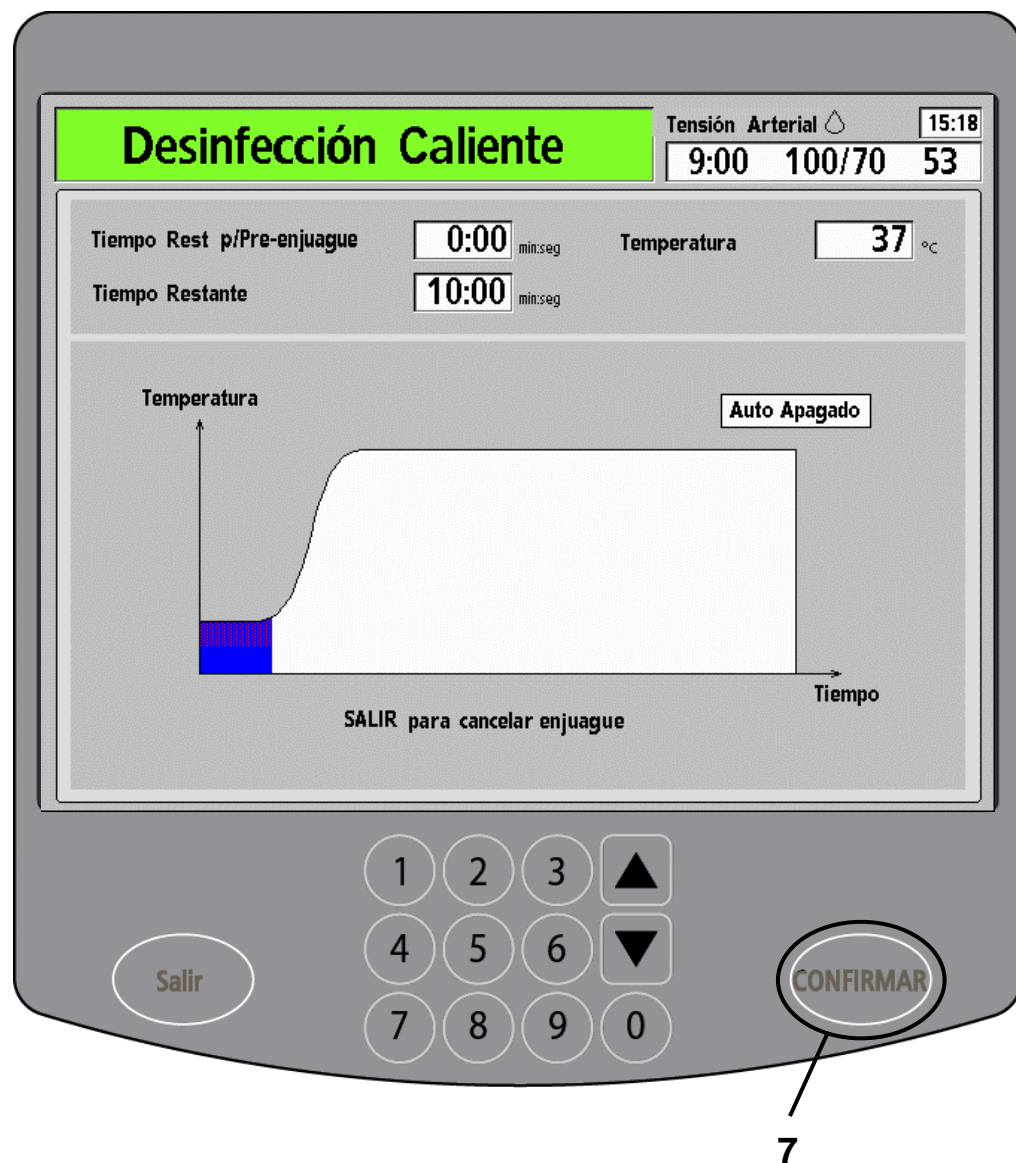 Desinfección Caliente
Tensión Arterial
15:18
9:00 100/70 53
Tiempo Rest p/Pre-enjuague 0:00 min:seg Temperatura 37 °C
Tiempo Restante 10:00 min:seg
Temperatura
Auto Apagado
Tiempo
SALIR para cancelar enjuague
1 2 3
4 5 6
Salir
CONFIRMAR
7 8 9 0
7